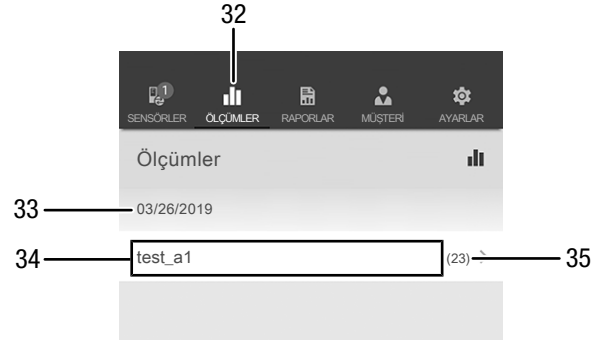 32
1
SENSÖRLER ÖLÇÜMLER RAPORLAR MÜŞTERİ AYARLAR
Ölçümler
33 03/26/2019
34 test_a1 (23) 35